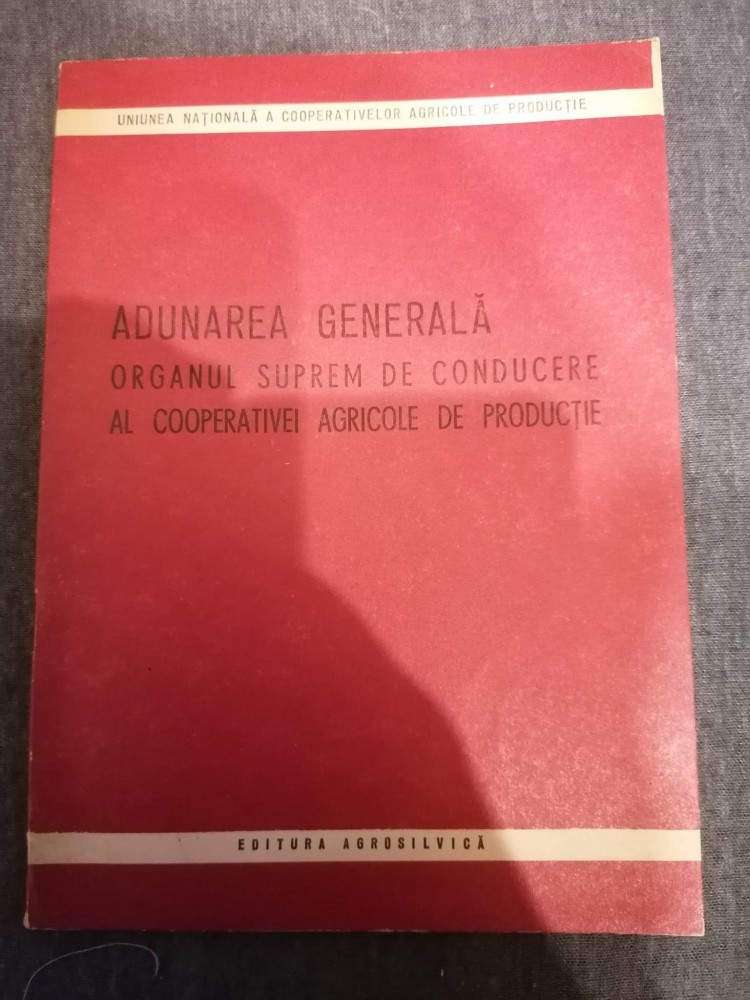 UNIUNEA NAȚIONALĂ A COOPERATIVELOR AGRICOLE DE PRODUCȚIE
ADUNAREA GENERALĂ
ORGANUL SUPREM DE CONDUCERE
AL COOPERATIVEI AGRICOLE DE PRODUCȚIE
EDITURA AGROSILVICĂ